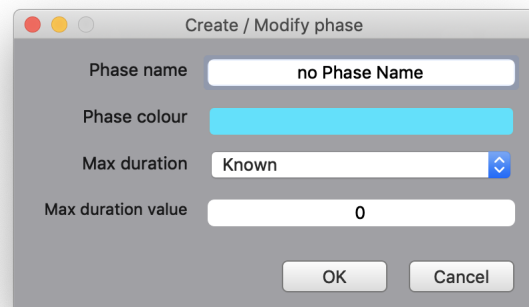 Create / Modify phase
Phase name no Phase Name
Phase colour
Max duration Known
Max duration value 0
OK Cancel